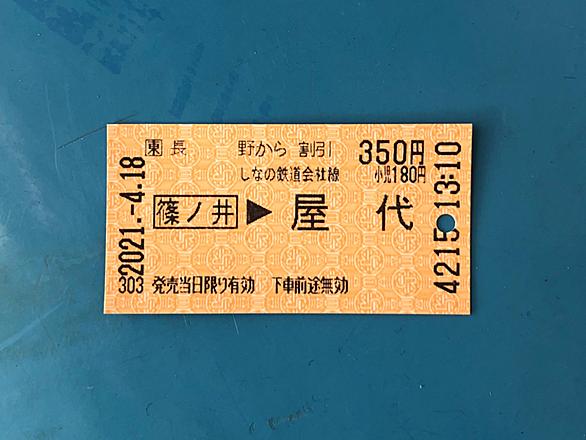 東 長 野から 割引 350円
しなの鉄道会社線 小児180円
篠ノ井 ▶ 屋 代
303 発売当日限り有効 下車前途無効
2021.-4.18
4215 13:10